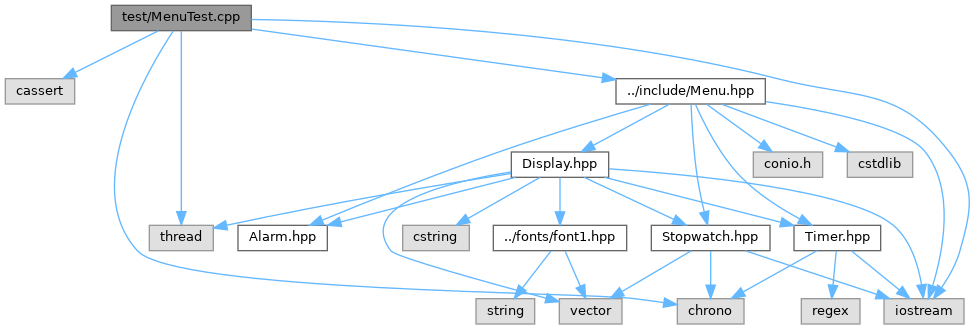 test/MenuTest.cpp
cassert
../include/Menu.hpp
Display.hpp
conio.h
cstdlib
thread
Alarm.hpp
cstring
../fonts/font1.hpp
Stopwatch.hpp
Timer.hpp
string
vector
chrono
regex
iostream